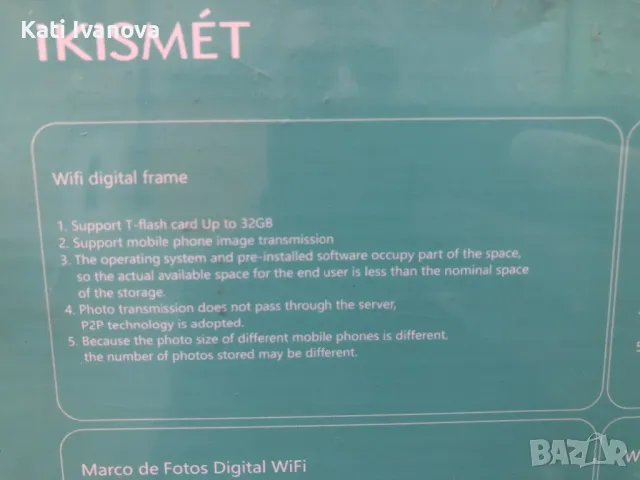 Kati Ivanova
IKISMÉT
Wifi digital frame
1. Support T-flash card Up to 32GB
2. Support mobile phone image transmission
3. The operating system and pre-installed software occupy part of the space,
so the actual available space for the end user is less than the nominal space
of the storage.
4. Photo transmission does not pass through the server,
P2P technology is adopted.
5. Because the photo size of different mobile phones is different,
the number of photos stored may be different.
Marco de Fotos Digital WiFi
BAZAR